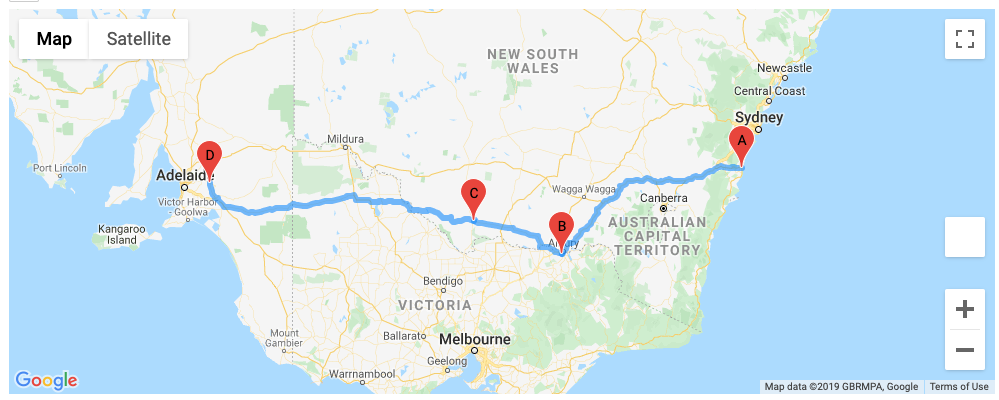 Map
Satellite
NEW SOUTH
WALES
Newcastle
Central Coast
Sydney
A
Mildura
D
Port Lincoln
Adelaide
Victor Harbor
- Goolwa
Kangaroo
Island
C
Wagga Wagga
Canberra
B
Albury
AUSTRALIAN
CAPITAL
TERRITORY
Bendigo
VICTORIA
Mount
Gambier
Ballarat
Melbourne
Geelong
Warrnambool
Google
Map data ©2019 GBRMPA, Google
Terms of Use